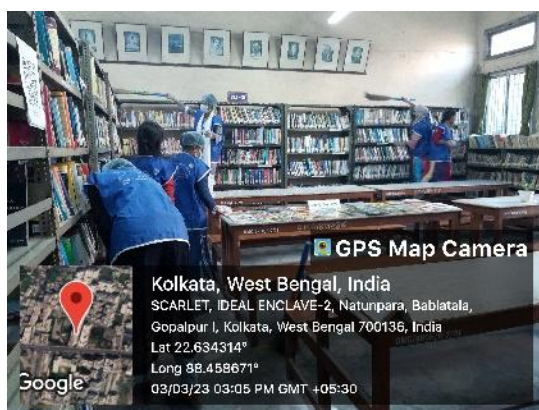 GPS Map Camera
Kolkata, West Bengal, India
SCARLET, IDEAL ENCLAVE-2, Natunpara, Bablatala,
Gopalpur I, Kolkata, West Bengal 700136, India
Lat 22.634314°
Long 88.458671°
03/03/23 03:05 PM GMT +05:30
Google